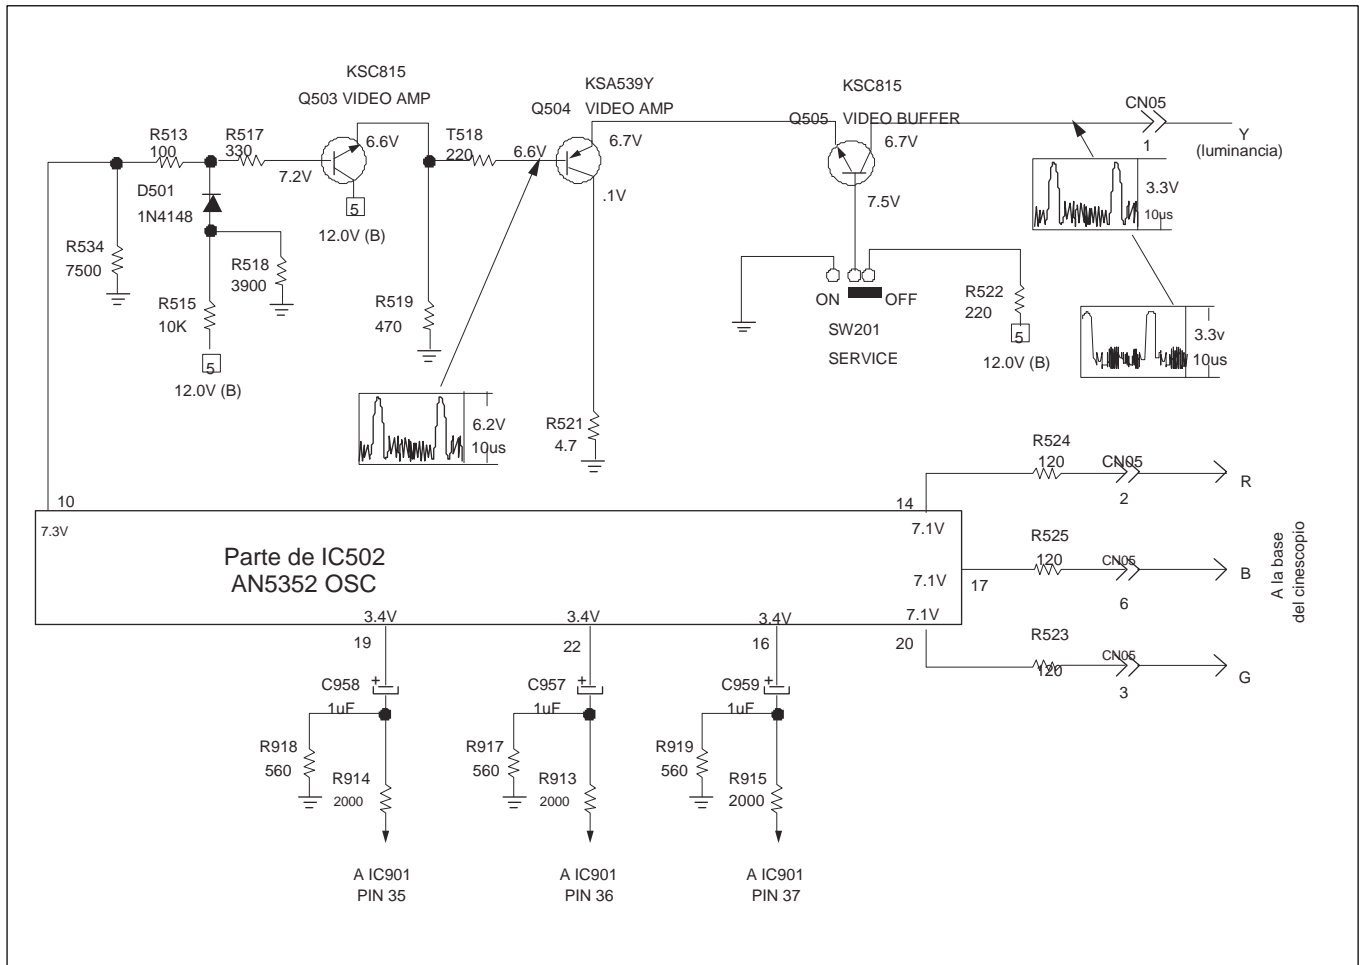 KSC815
Q503 VIDEO AMP
KSA539Y
Q504 VIDEO AMP
KSC815
Q505 VIDEO BUFFER
CN05
1
Y
(luminancia)
R513
100
R517
330
6.6V
7.2V
5
12.0V (B)
T518
220
6.6V
6.7V
.1V
6.7V
7.5V
3.3V
10us
D501
1N4148
R534
7500
R518
3900
R515
10K
5
12.0V (B)
R519
470
ON
OFF
SW201
SERVICE
R522
220
5
12.0V (B)
3.3v
10us
6.2V
10us
R521
4.7
R524
120
CN05
2
R
10
7.3V
14
7.1V
Parte de IC502
AN5352 OSC
R525
120
CN05
6
B
7.1V
17
A la base
del cinescopio
3.4V
19
3.4V
22
3.4V
16
7.1V
20
R523
120
CN05
3
G
C958
+
1uF
C957
+
1uF
C959
+
1uF
R918
560
R914
2000
R917
560
R913
2000
R919
560
R915
2000
A IC901
PIN 35
A IC901
PIN 36
A IC901
PIN 37